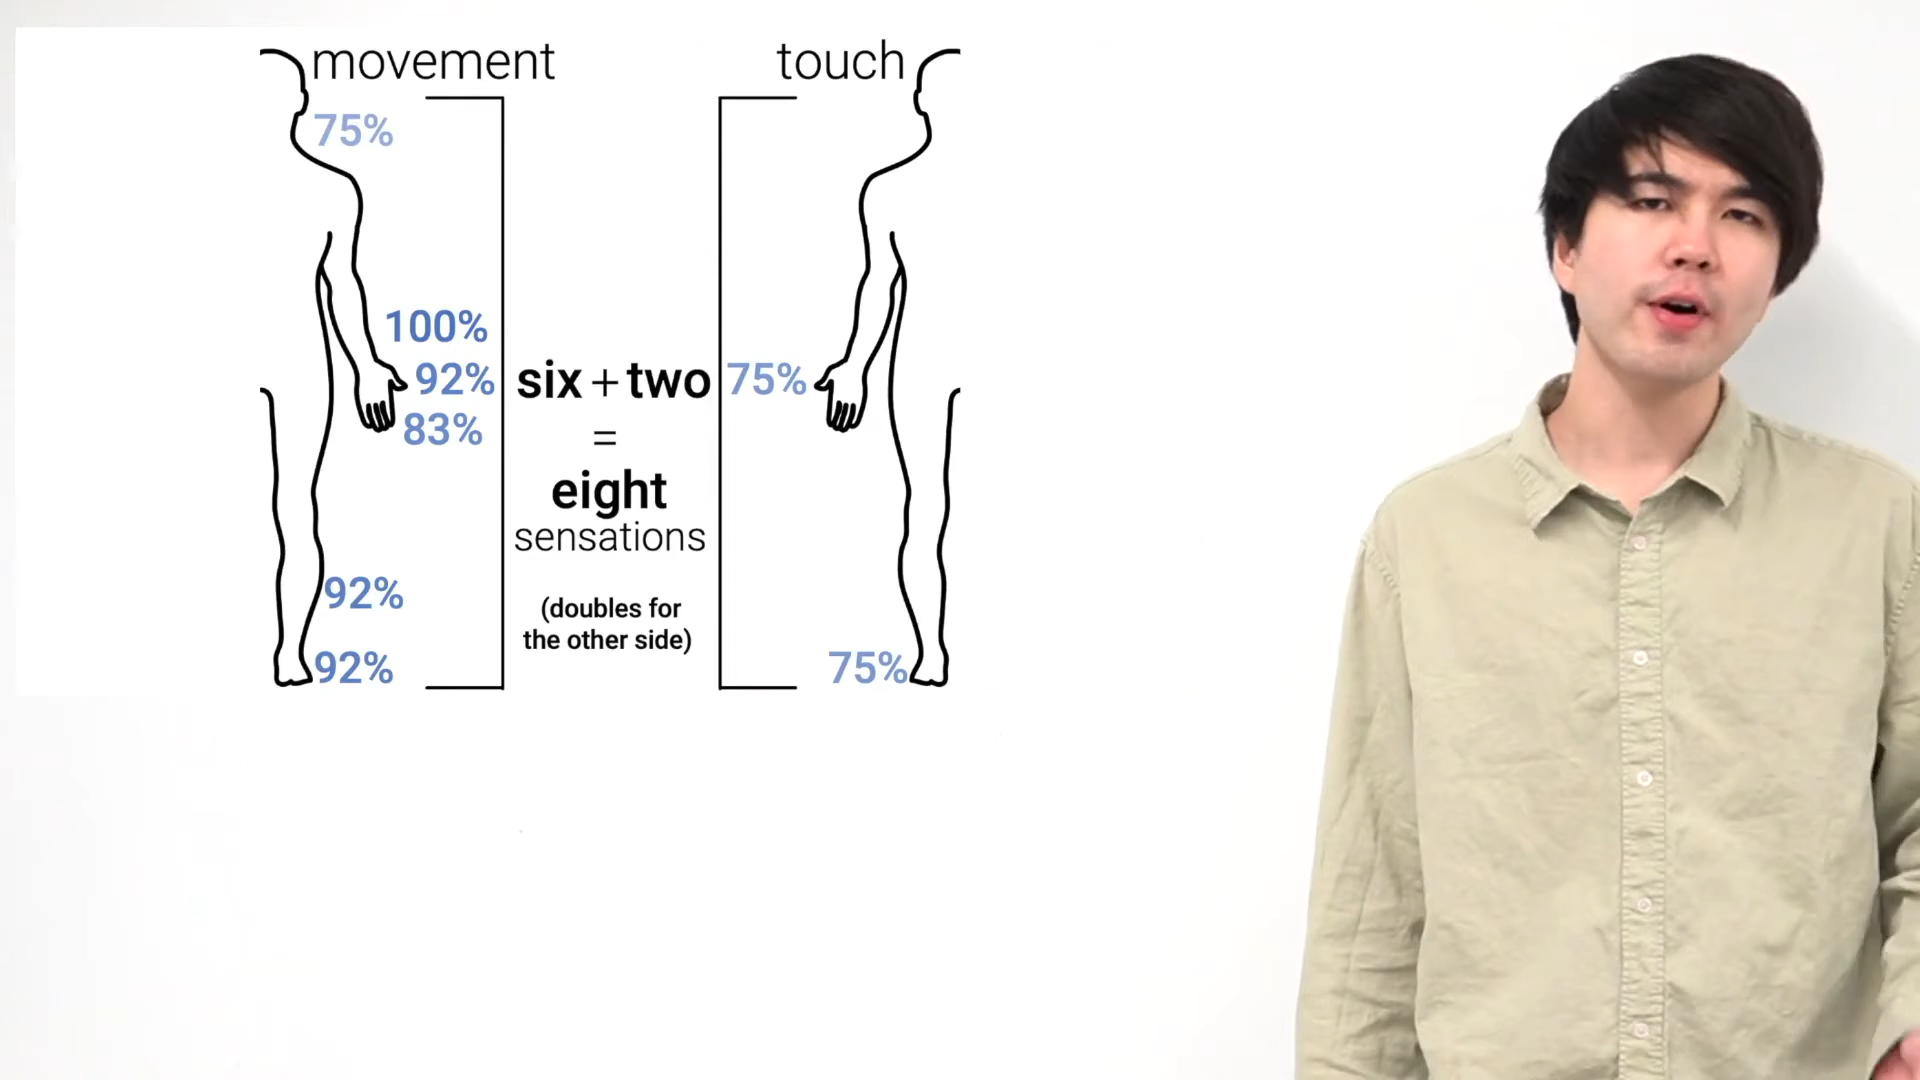 movement
touch
75%
100%
92%
83%
92%
92%
six + two
=
eight
sensations
(doubles for
the other side)
75%
75%